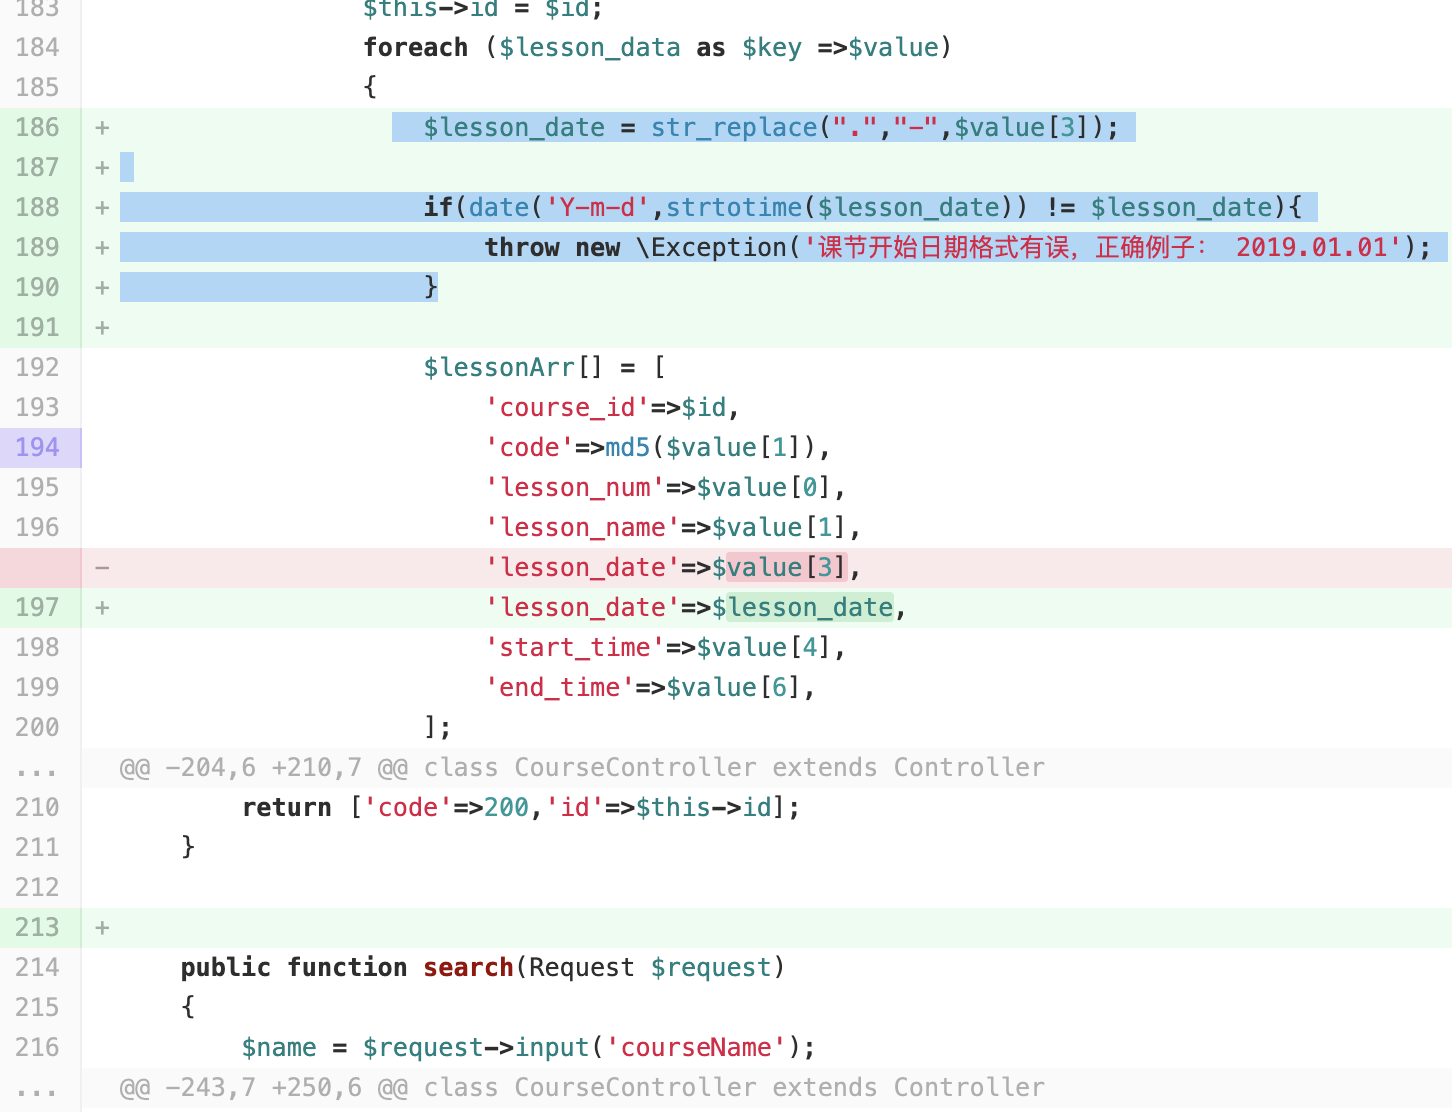 183 $this->id = $id;
184 foreach ($lesson_data as $key =>$value)
185 {
186 + $lesson_date = str_replace(".","-",$value[3]);
187 +
188 + if(date('Y-m-d',strtotime($lesson_date)) != $lesson_date){
189 + throw new \Exception('课节开始日期格式有误，正确例子： 2019.01.01');
190 + }
191 +
192 $lessonArr[] = [
193 'course_id'=>$id,
194 'code'=>md5($value[1]),
195 'lesson_num'=>$value[0],
196 'lesson_name'=>$value[1],
- 'lesson_date'=>$value[3],
197 + 'lesson_date'=>$lesson_date,
198 'start_time'=>$value[4],
199 'end_time'=>$value[6],
200 ];
... @@ -204,6 +210,7 @@ class CourseController extends Controller
210 return ['code'=>200,'id'=>$this->id];
211 }
212
213 +
214 public function search(Request $request)
215 {
216 $name = $request->input('courseName');
... @@ -243,7 +250,6 @@ class CourseController extends Controller